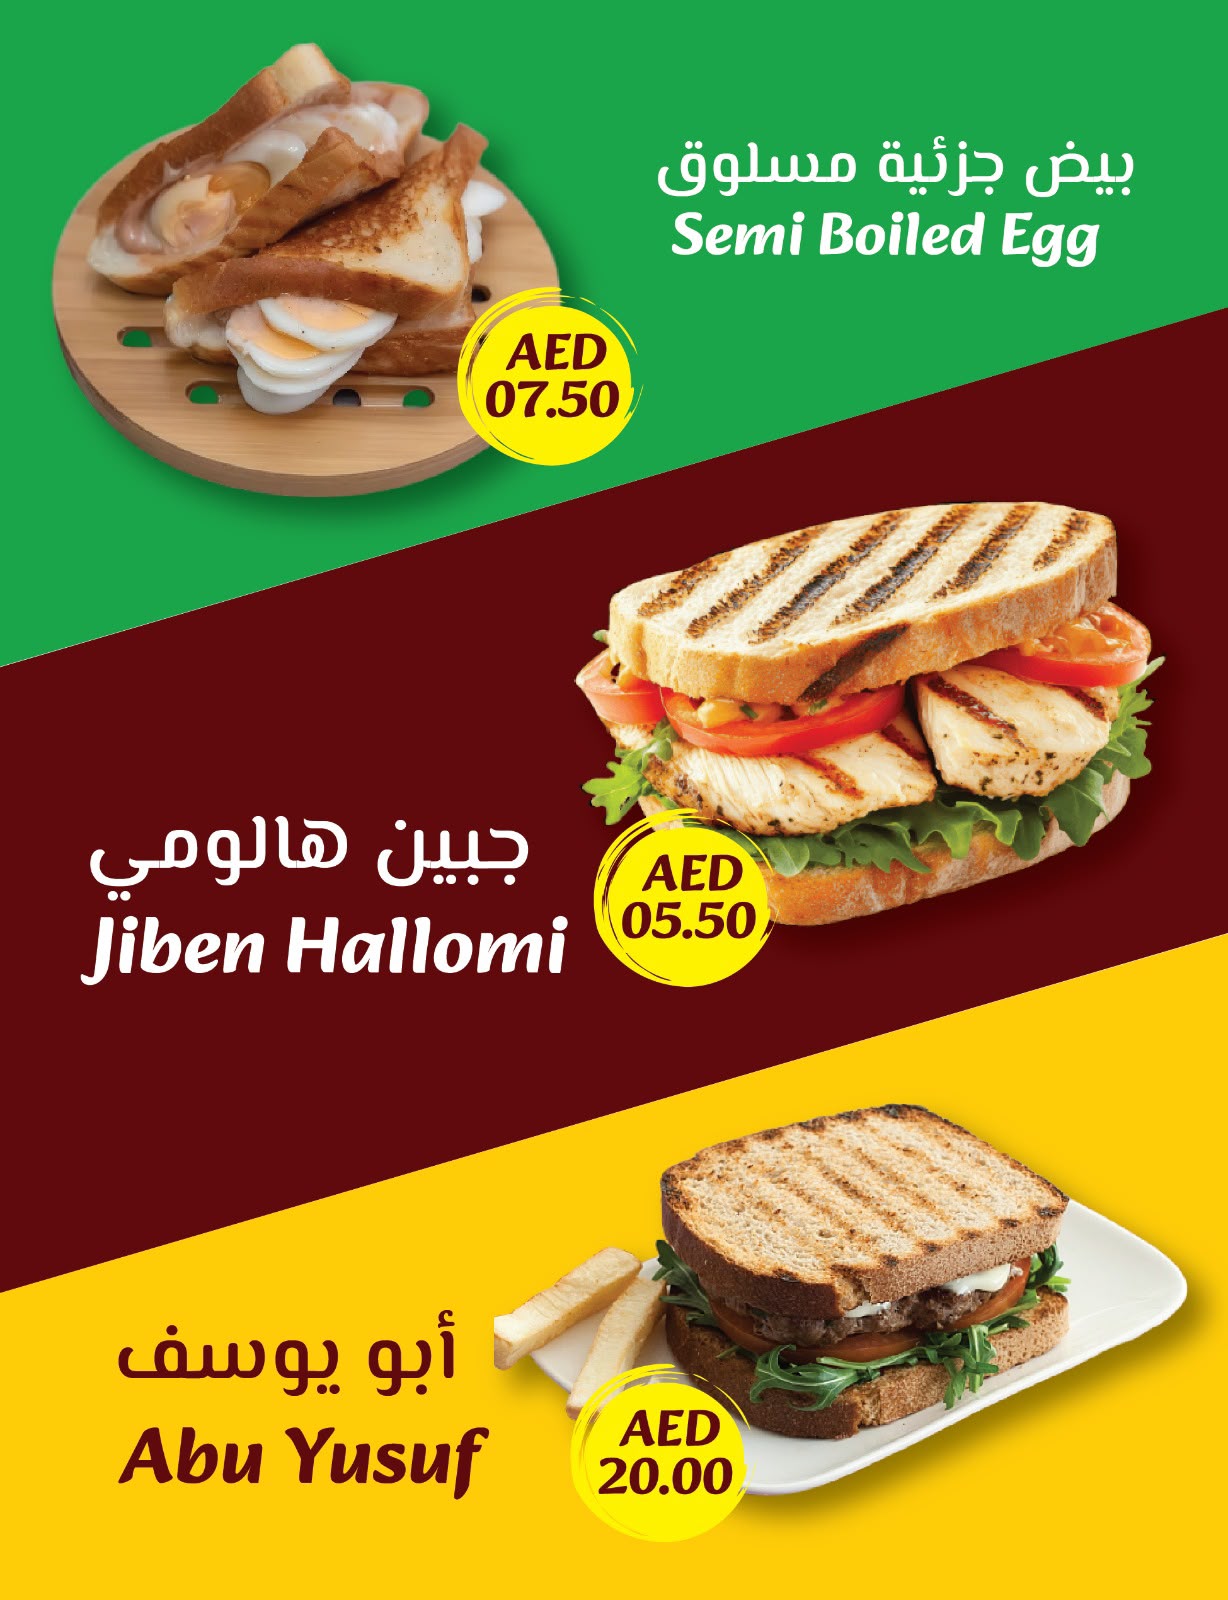 بيض جزئية مسلوق
Semi Boiled Egg
AED
07.50
جبين هالومي
Jiben Hallomi
AED
05.50
أبو يوسف
Abu Yusuf
AED
20.00